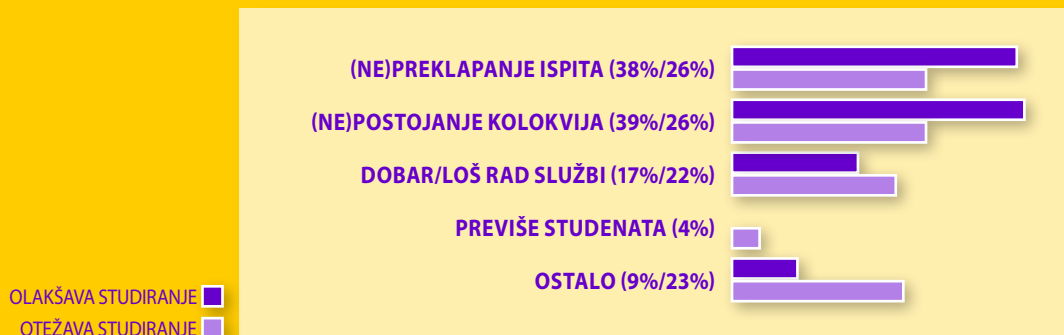 (NE)PREKLAPANJE ISPITA (38%/26%)
(NE)POSTOJANJE KOLOKVIJA (39%/26%)
DOBAR/LOŠ RAD SLUŽBI (17%/22%)
PREVIŠE STUDENATA (4%)
OSTALO (9%/23%)
OLAKŠAVA STUDIRANJE
OTEŽAVA STUDIRANJE